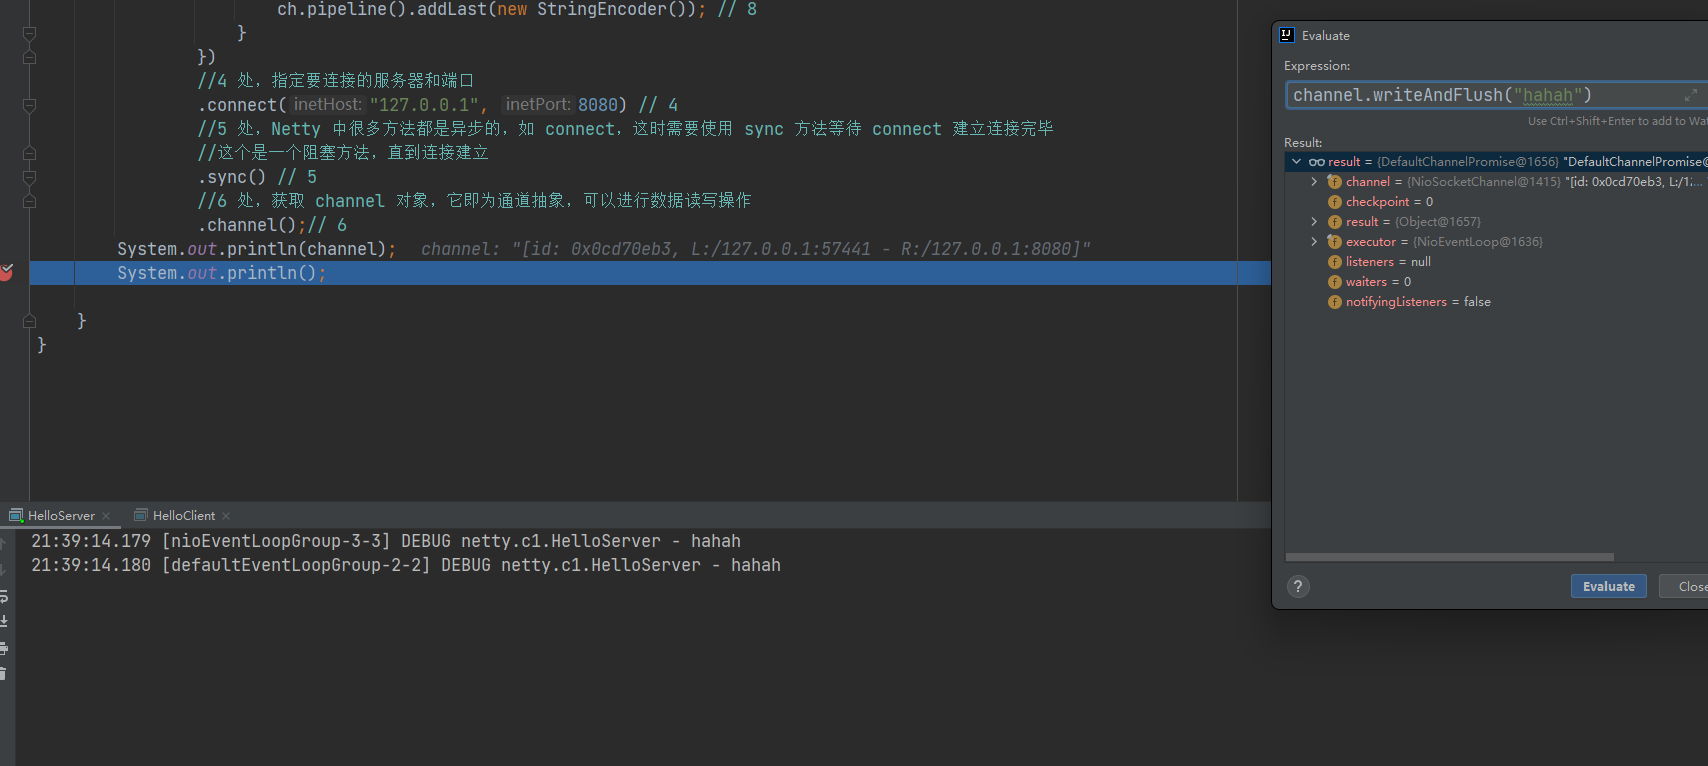 ch.pipeline().addLast(new StringEncoder()); // 8
}
})
//4 处，指定要连接的服务器和端口
.connect( inetHost: "127.0.0.1", inetPort: 8080) // 4
//5 处，Netty 中很多方法都是异步的，如 connect，这时需要使用 sync 方法等待 connect 建立连接完毕
//这个是一个阻塞方法，直到连接建立
.sync() // 5
//6 处，获取 channel 对象，它即为通道抽象，可以进行数据读写操作
.channel();// 6
System.out.println(channel); channel: "[id: 0x0cd70eb3, L:/127.0.0.1:57441 - R:/127.0.0.1:8080]"
System.out.println();
}
}
Evaluate
Expression:
channel.writeAndFlush("hahah")
Use Ctrl+Shift+Enter to add to Wat
Result:
result = {DefaultChannelPromise@1656} "DefaultChannelPromise@
channel = {NioSocketChannel@1415} "[id: 0x0cd70eb3, L:/1:...
checkpoint = 0
result = {Object@1657}
executor = {NioEventLoop@1636}
listeners = null
waiters = 0
notifyingListeners = false
?
Evaluate
Close
HelloServer
HelloClient
21:39:14.179 [nioEventLoopGroup-3-3] DEBUG netty.c1.HelloServer - hahah
21:39:14.180 [defaultEventLoopGroup-2-2] DEBUG netty.c1.HelloServer - hahah